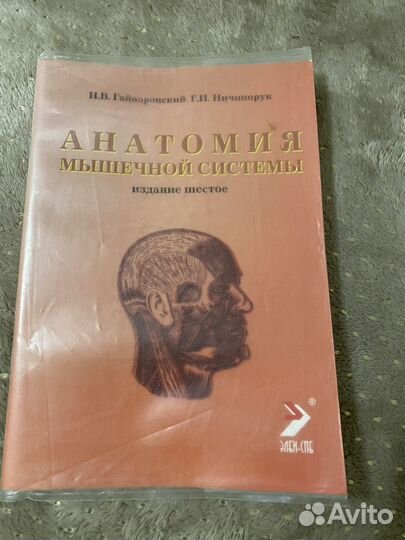 И.В. Гайворонский Г.И. Ничипорук
АНАТОМИЯ
МЫШЕЧНОЙ СИСТЕМЫ
издание шестое
®
ЭЛБИ-СПб
Avito